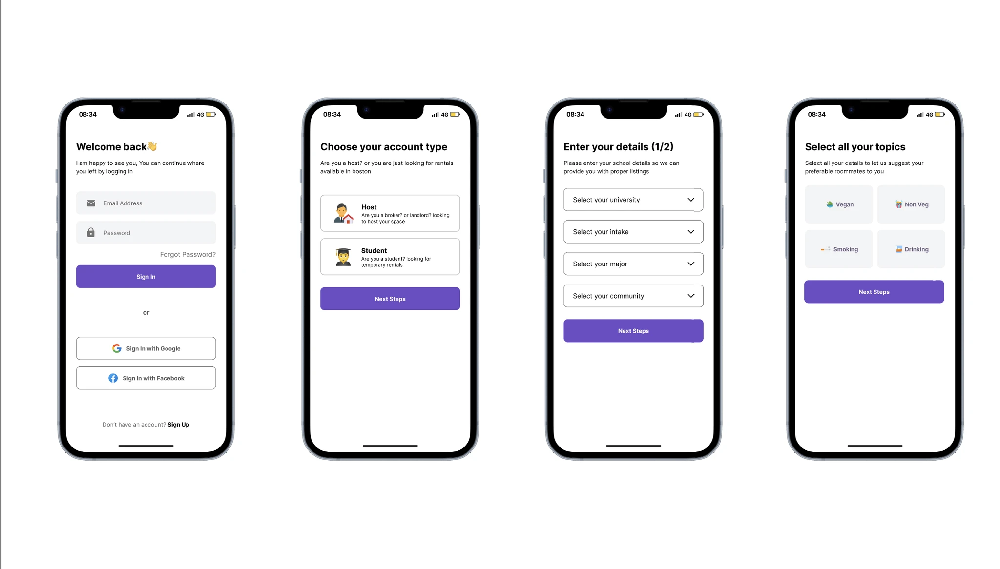 08:34
4G
Welcome back👋
I am happy to see you, You can continue where
you left by logging in
Email Address
Password
Forgot Password?
Sign In
or
Sign In with Google
Sign In with Facebook
Don't have an account? Sign Up
08:34
4G
Choose your account type
Are you a host? or you are just looking for rentals
available in boston
Host
Are you a broker? or landlord? looking
to host your space
Student
Are you a student? looking for
temporary rentals
Next Steps
08:34
4G
Enter your details (1/2)
Please enter your school details so we can
provide you with proper listings
Select your university
Select your intake
Select your major
Select your community
Next Steps
08:34
4G
Select all your topics
Select all your details to let us suggest your
preferable roommates to you
Vegan
Non Veg
Smoking
Drinking
Next Steps